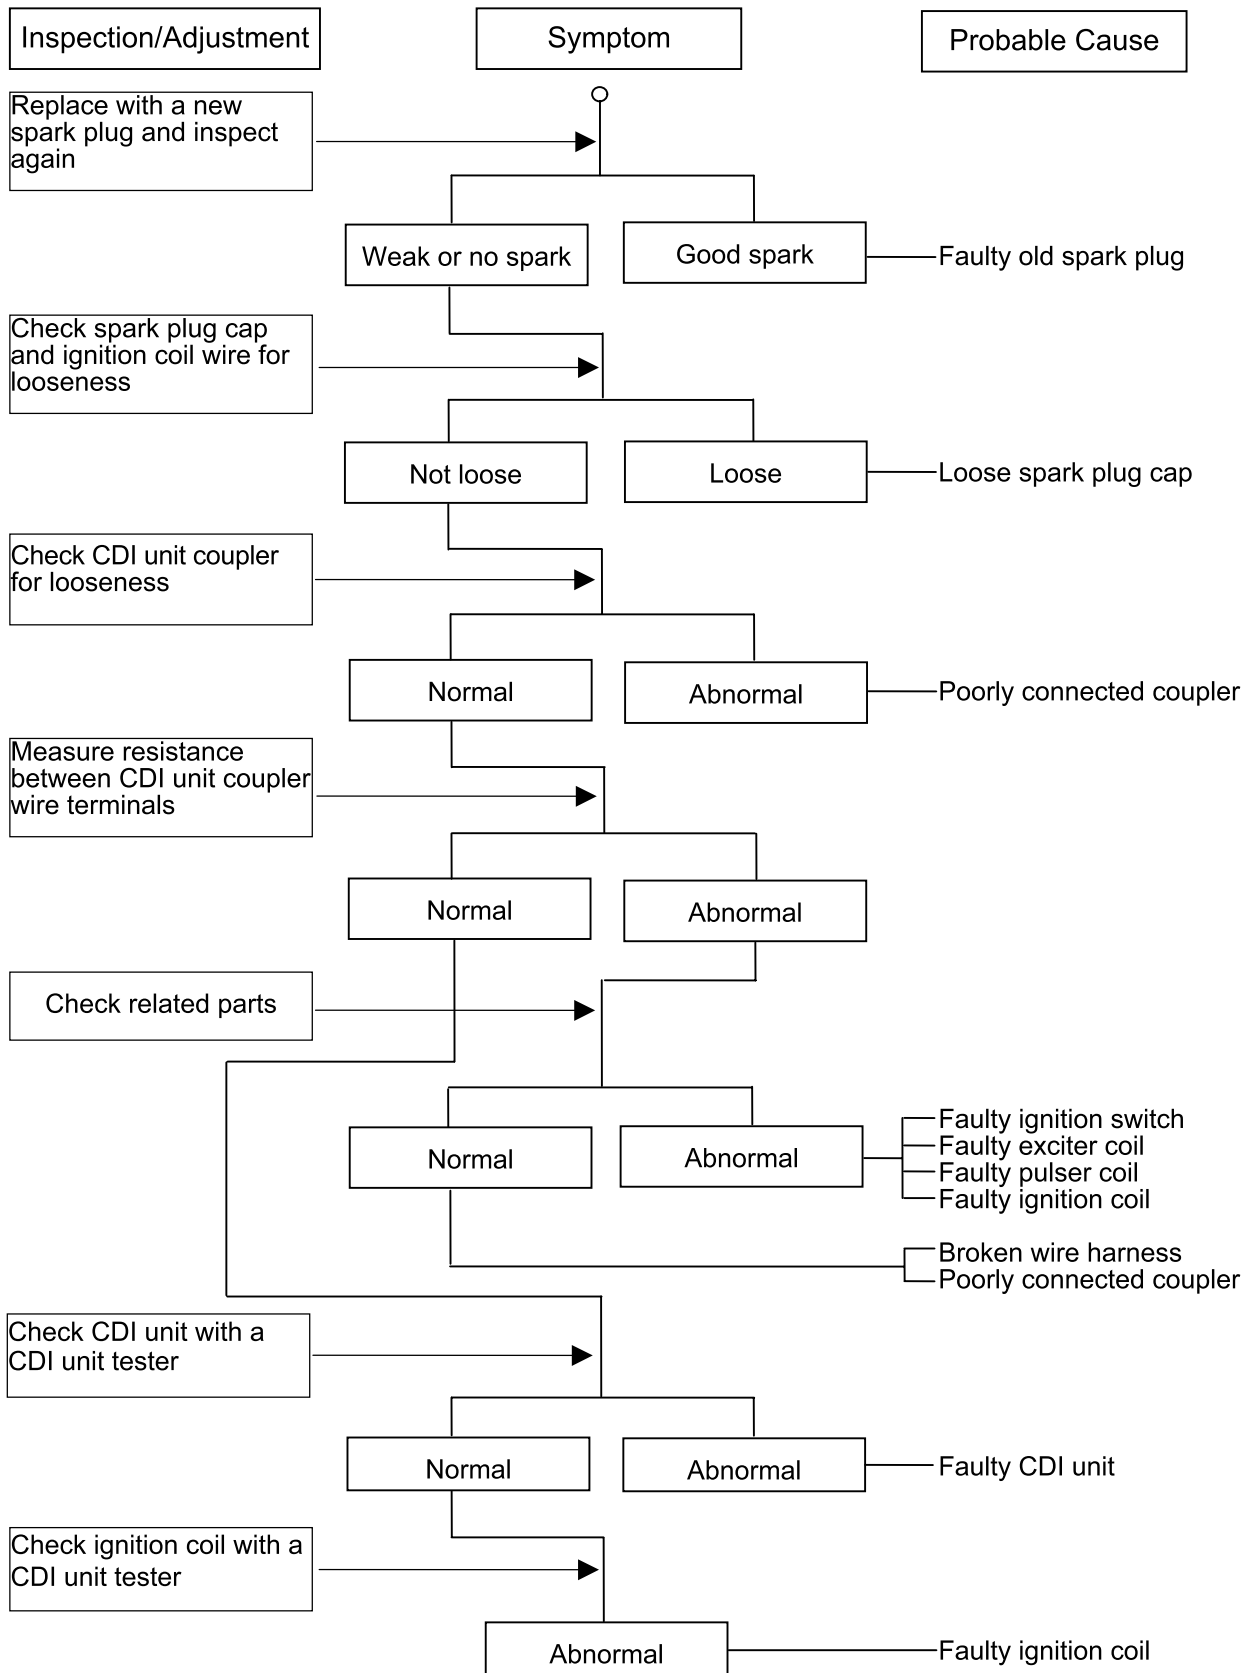 Inspection/Adjustment
Symptom
Probable Cause
Replace with a new
spark plug and inspect
again
Weak or no spark
Good spark
Faulty old spark plug
Check spark plug cap
and ignition coil wire for
looseness
Not loose
Loose
Loose spark plug cap
Check CDI unit coupler
for looseness
Normal
Abnormal
Poorly connected coupler
Measure resistance
between CDI unit coupler
wire terminals
Normal
Abnormal
Check related parts
Normal
Abnormal
Faulty ignition switch
Faulty exciter coil
Faulty pulser coil
Faulty ignition coil
Broken wire harness
Poorly connected coupler
Check CDI unit with a
CDI unit tester
Normal
Abnormal
Faulty CDI unit
Check ignition coil with a
CDI unit tester
Abnormal
Faulty ignition coil